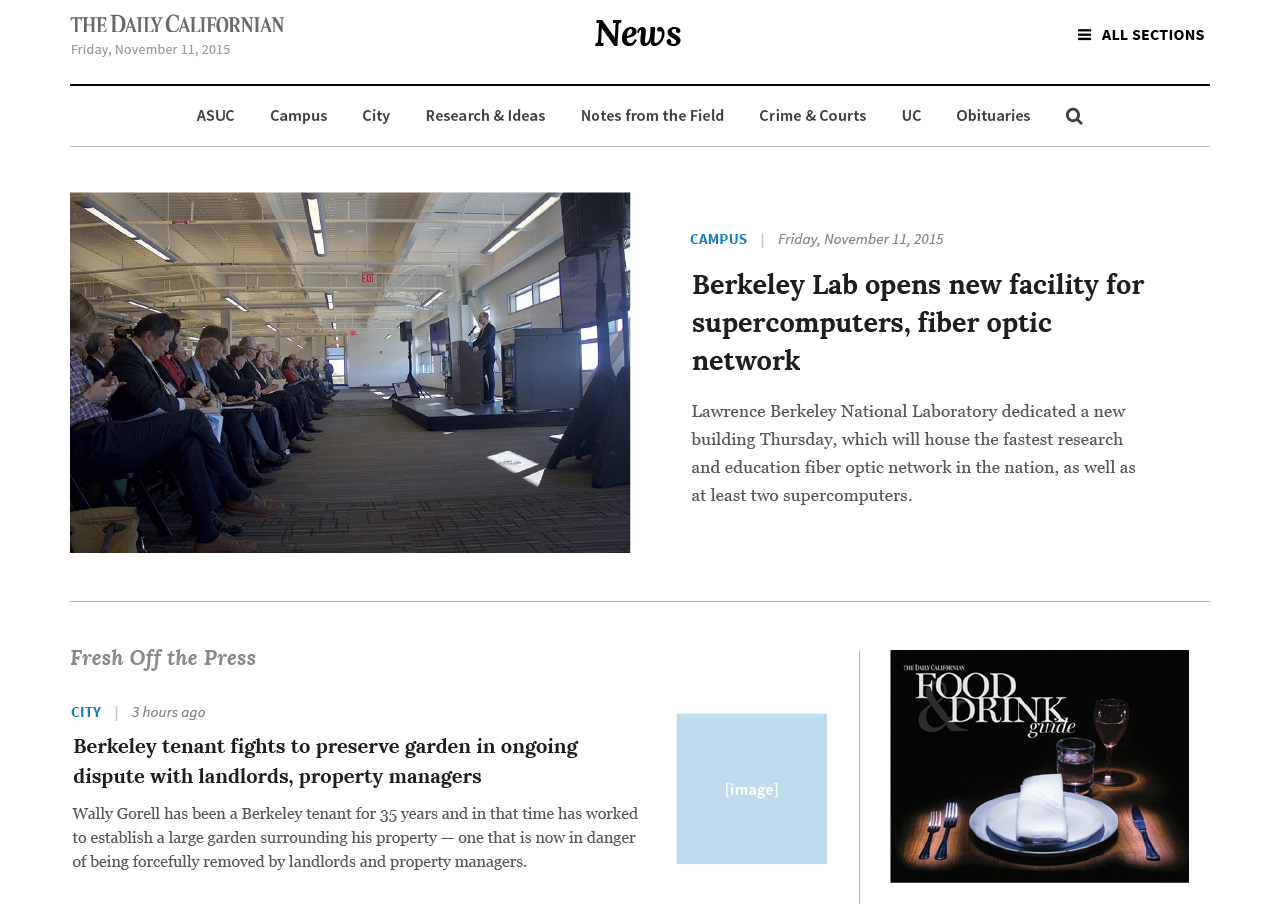 THE DAILY CALIFORNIAN
Friday, November 11, 2015
News
ALL SECTIONS
ASUC Campus City Research & Ideas Notes from the Field Crime & Courts UC Obituaries
EXIT
CAMPUS | Friday, November 11, 2015
Berkeley Lab opens new facility for
supercomputers, fiber optic
network
Lawrence Berkeley National Laboratory dedicated a new
building Thursday, which will house the fastest research
and education fiber optic network in the nation, as well as
at least two supercomputers.
Fresh Off the Press
CITY | 3 hours ago
Berkeley tenant fights to preserve garden in ongoing
dispute with landlords, property managers
Wally Gorell has been a Berkeley tenant for 35 years and in that time has worked
to establish a large garden surrounding his property — one that is now in danger
of being forcefully removed by landlords and property managers.
[image]
THE DAILY CALIFORNIAN
FOOD
& DRINK
guide